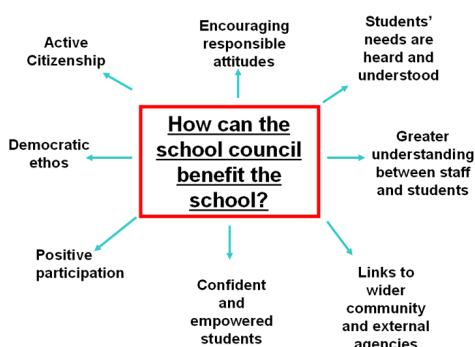 Active
Citizenship
Encouraging
responsible
attitudes
Students'
needs are
heard and
understood
Democratic
ethos
How can the
school council
benefit the
school?
Greater
understanding
between staff
and students
Positive
participation
Confident
and
empowered
students
Links to
wider
community
and external
agencies